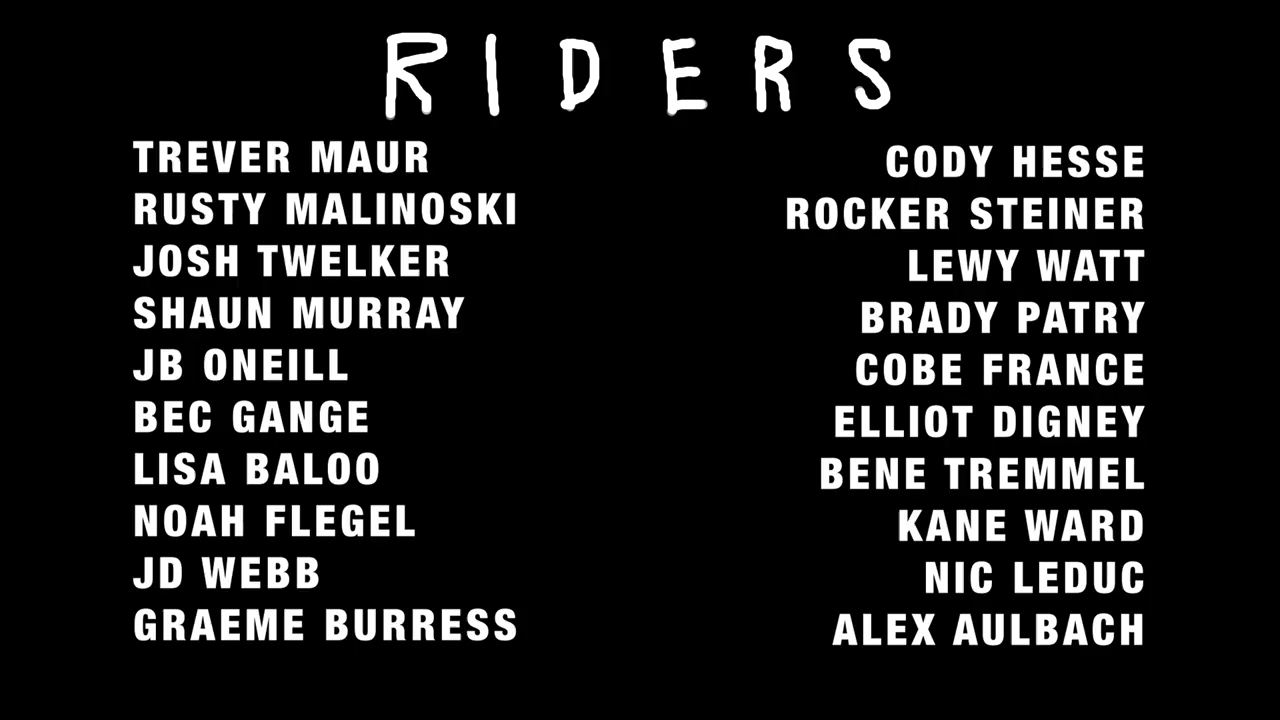 RIDERS
TREVER MAUR
RUSTY MALINOSKI
JOSH TWELKER
SHAUN MURRAY
JB ONEILL
BEC GANGE
LISA BALOO
NOAH FLEGEL
JD WEBB
GRAEME BURRESS
CODY HESSE
ROCKER STEINER
LEWY WATT
BRADY PATRY
COBE FRANCE
ELLIOT DIGNEY
BENE TREMMEL
KANE WARD
NIC LEDUC
ALEX AULBACH